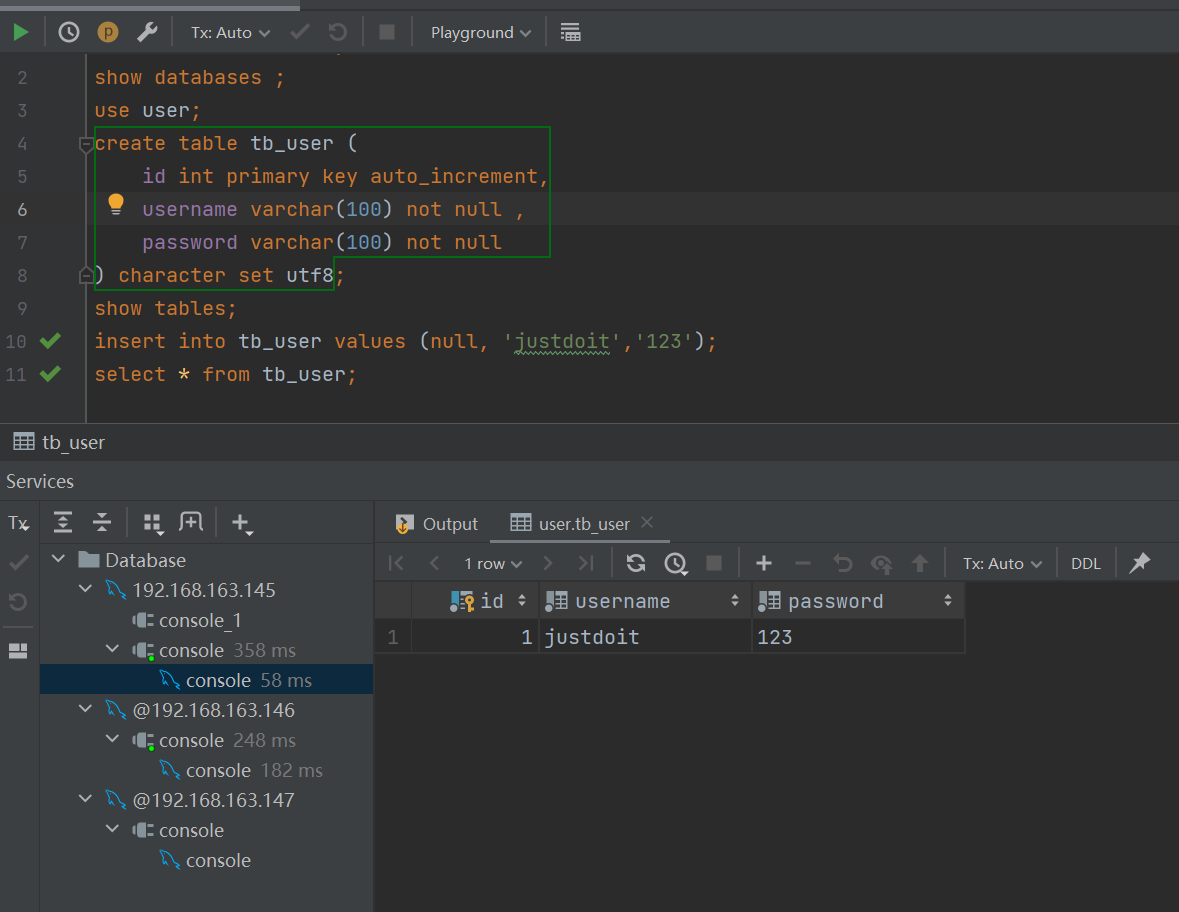 Tx: Auto Playground
2 show databases ;
3 use user;
4 create table tb_user (
5 id int primary key auto_increment,
6 username varchar(100) not null ,
7 password varchar(100) not null
8 ) character set utf8;
9 show tables;
10 insert into tb_user values (null, 'justdoit','123');
11 select * from tb_user;
tb_user
Services
Tx
Output user.tb_user
1 row Tx: Auto DDL
Database
192.168.163.145
console_1
console 358 ms
console 58 ms
@192.168.163.146
console 248 ms
console 182 ms
@192.168.163.147
console
console
id username password
1 1 justdoit 123